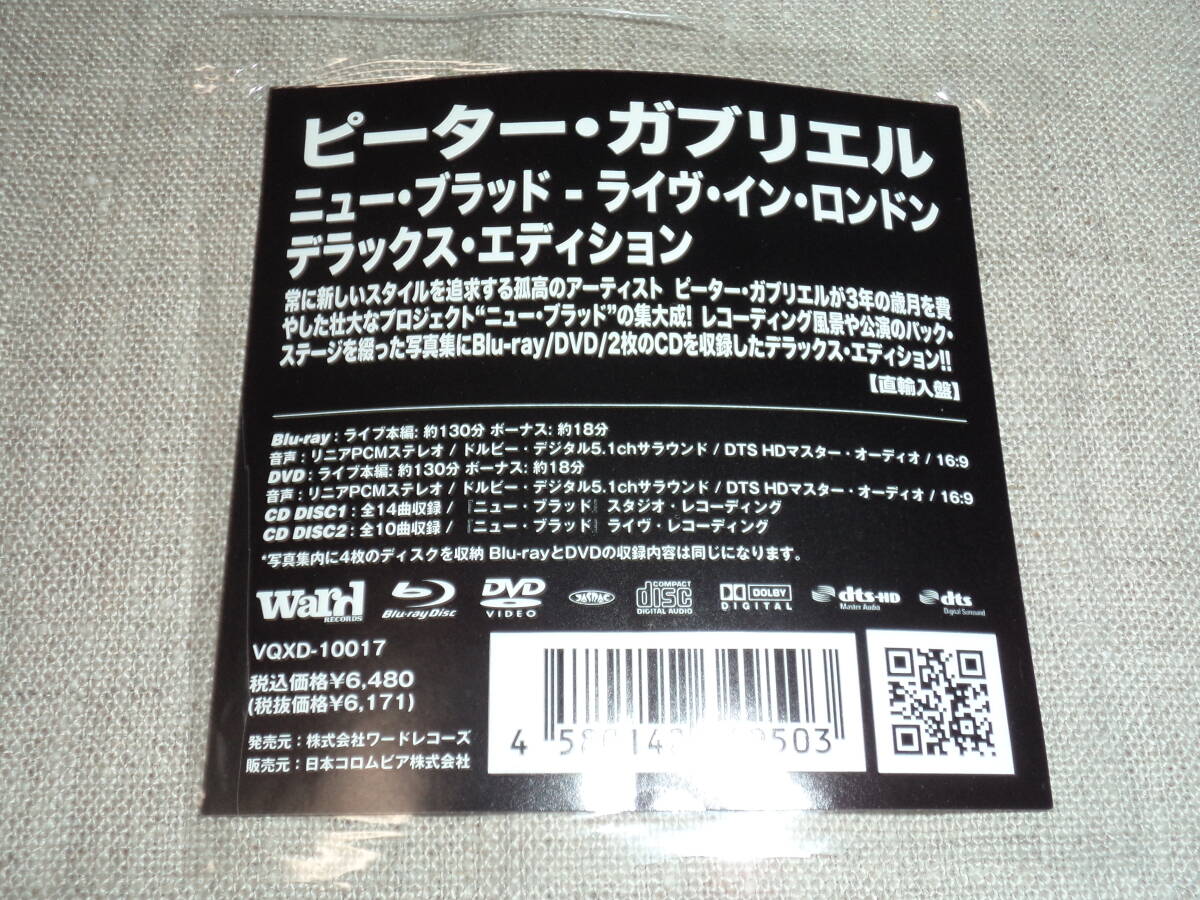 ピーター・ガブリエル
ニュー・ブラッド - ライヴ・イン・ロンドン
デラックス・エディション
常に新しいスタイルを追求する孤高のアーティスト ピーター・ガブリエルが3年の歳月を費
やした壮大なプロジェクト“ニュー・ブラッド”の集大成! レコーディング風景や公演のバック・
ステージを綴った写真集にBlu-ray/DVD/2枚のCDを収録したデラックス・エディション!!
【直輸入盤】
Blu-ray : ライブ本編: 約130分 ボーナス: 約18分
音声 : リニアPCMステレオ / ドルビー・デジタル5.1chサラウンド / DTS HDマスター・オーディオ / 16:9
DVD : ライブ本編: 約130分 ボーナス: 約18分
音声 : リニアPCMステレオ / ドルビー・デジタル5.1chサラウンド / DTS HDマスター・オーディオ / 16:9
CD DISC1 : 全14曲収録 / 『ニュー・ブラッド』 スタジオ・レコーディング
CD DISC2 : 全10曲収録 / 『ニュー・ブラッド』 ライヴ・レコーディング
*写真集内に4枚のディスクを収納 Blu-rayとDVDの収録内容は同じになります。
Ward RECORDS Blu-ray Disc DVD VIDEO JASRAC COMPACT disc DIGITAL AUDIO DOLBY DIGITAL dts-HD Master Audio dts Digital Surround
VQXD-10017
税込価格¥6,480
(税抜価格¥6,171)
発売元 : 株式会社ワードレコーズ
販売元 : 日本コロムビア株式会社